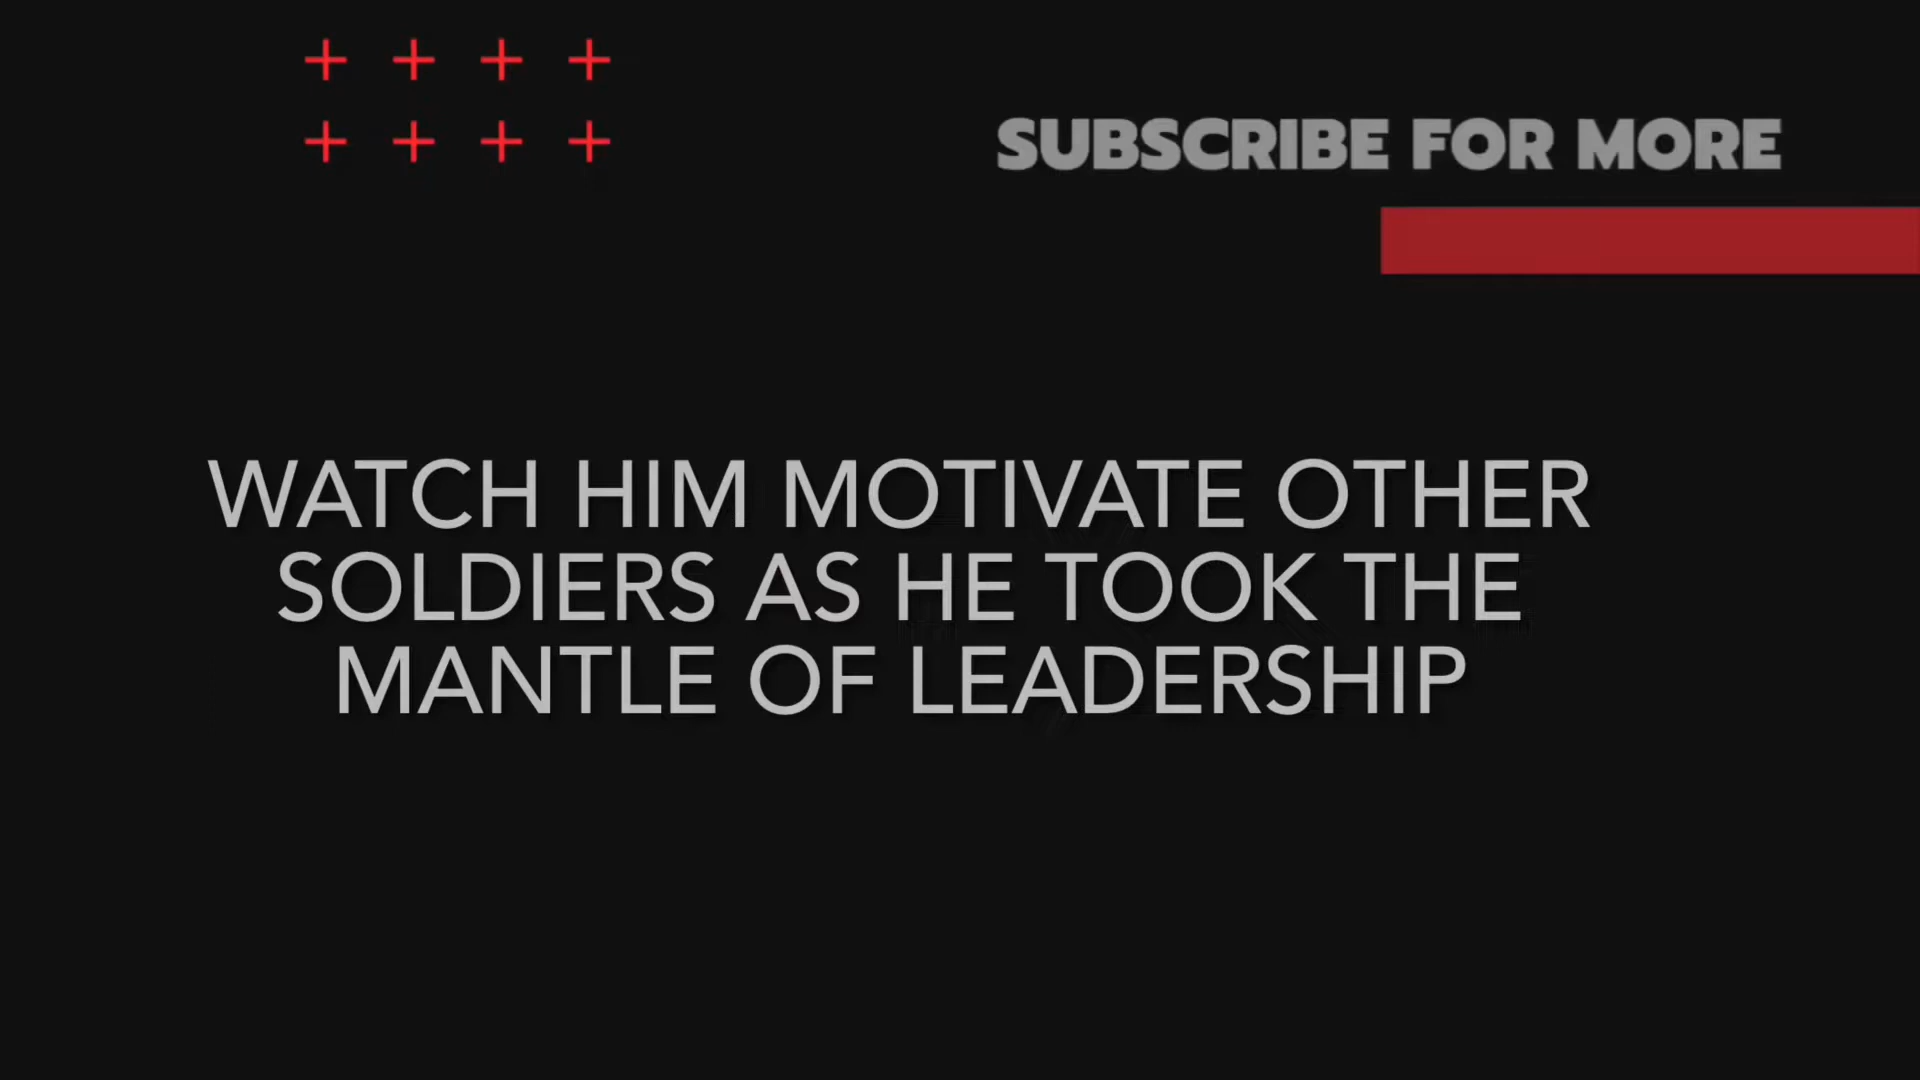 SUBSCRIBE FOR MORE
WATCH HIM MOTIVATE OTHER
SOLDIERS AS HE TOOK THE
MANTLE OF LEADERSHIP